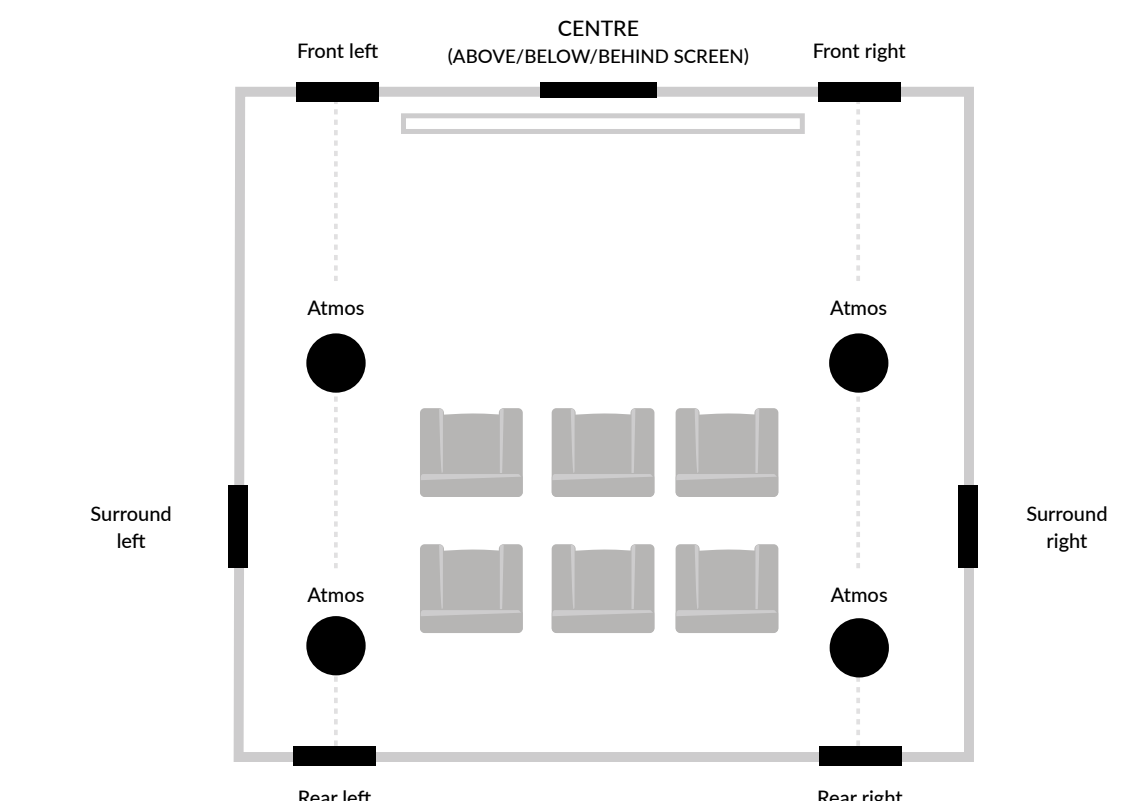 CENTRE
Front left
(ABOVE/BELOW/BEHIND SCREEN)
Front right
Atmos
Atmos
Surround
left
Surround
right
Atmos
Atmos
Rear left
Rear right